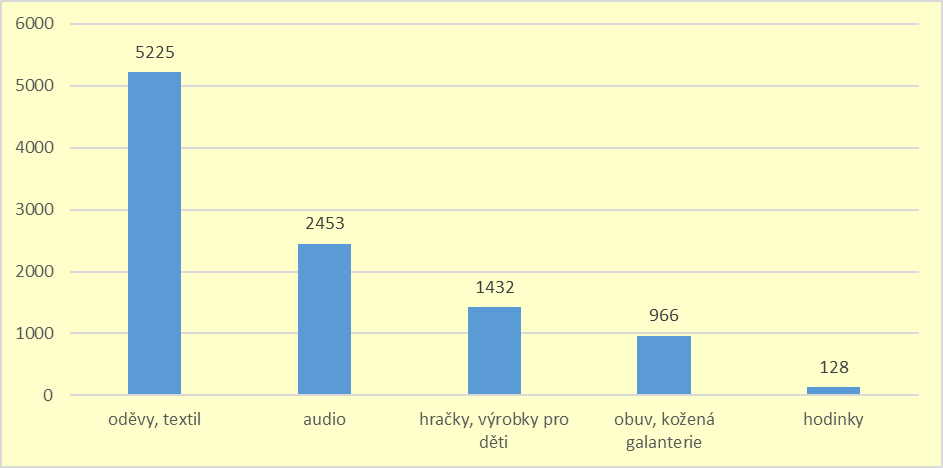 6000
5225
5000
4000
3000
2453
2000
1432
1000
966
128
0
oděvy, textil
audio
hračky, výrobky pro
děti
obuv, kožená
galanterie
hodinky